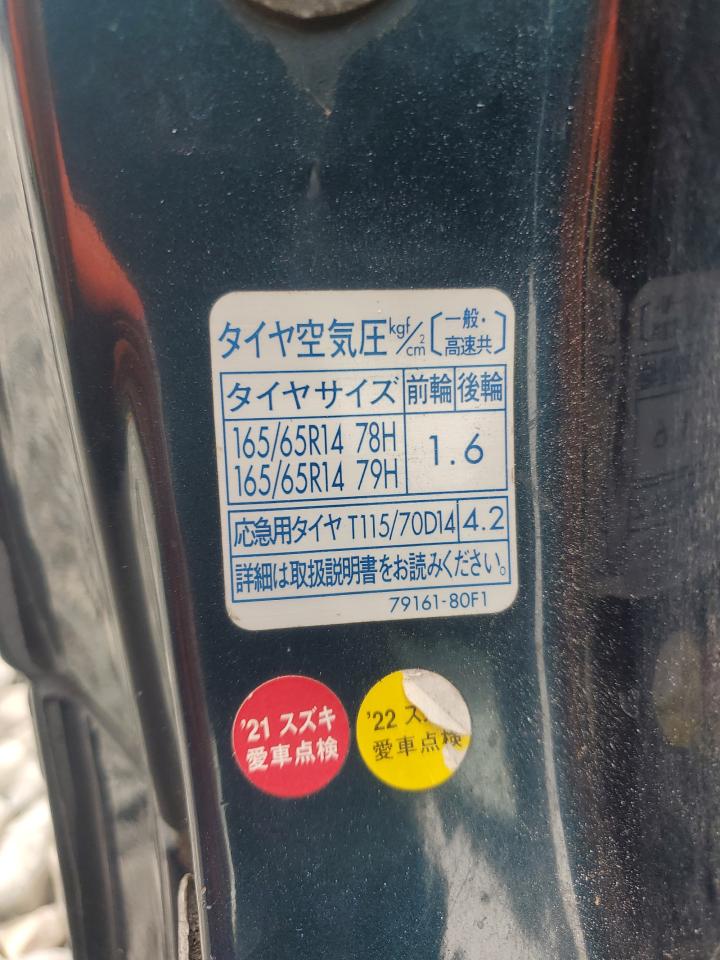 タイヤ空気圧 kgf/cm² [一般・高速共]
タイヤサイズ 前輪 後輪
165/65R14 78H
165/65R14 79H
1.6
応急用タイヤ T115/70D14 4.2
詳細は取扱説明書をお読みください。
79161-80F1
'21 スズキ
愛車点検
'22 ス
愛車点検